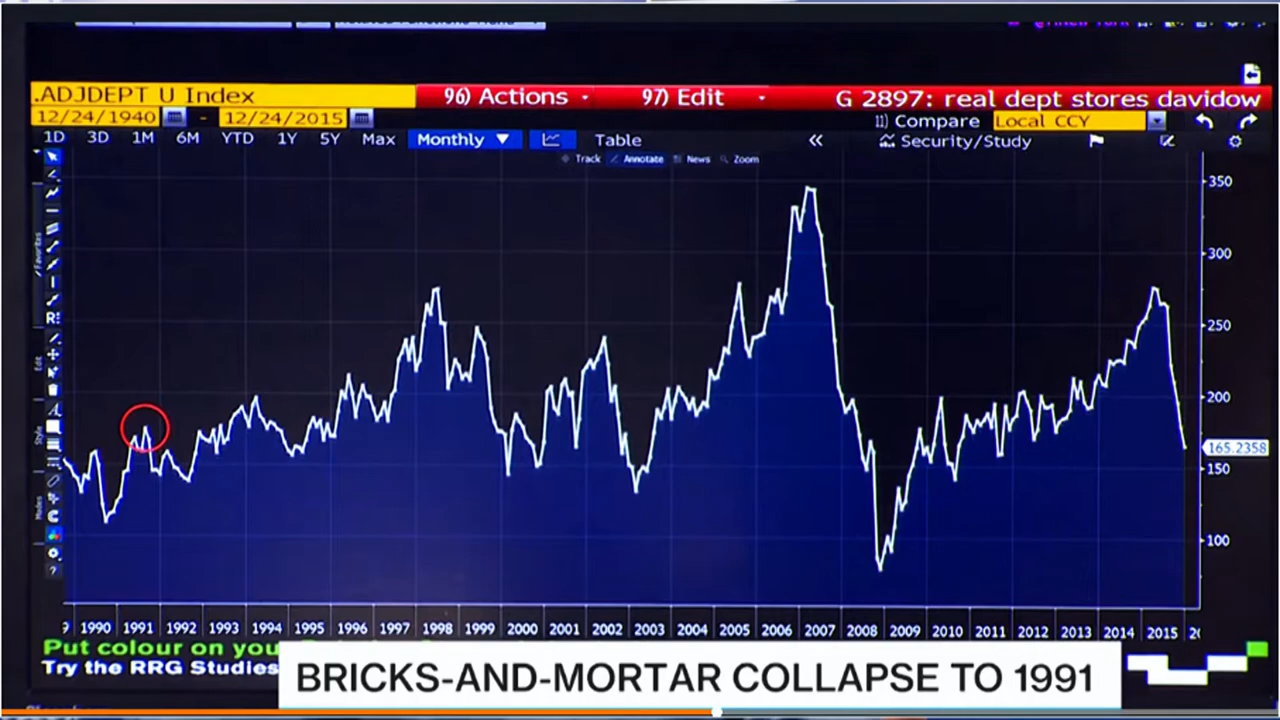 .ADJDEPT U Index 96) Actions 97) Edit G 2897: real dept stores davidow
12/24/1940 - 12/24/2015 Compare Local CCY
1D 3D 1M 6M YTD 1Y 5Y Max Monthly ▼ Table « Security/Study
Track Annotate News Zoom
350
300
250
200
165.2358
150
100
Favorites
Edit
Style
Modes
1990 1991 1992 1993 1994 1995 1996 1997 1998 1999 2000 2001 2002 2003 2004 2005 2006 2007 2008 2009 2010 2011 2012 2013 2014 2015
Put colour on you
Try the RRG Studies
BRICKS-AND-MORTAR COLLAPSE TO 1991